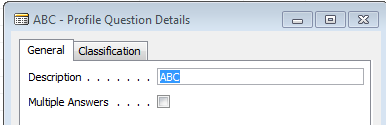 ABC - Profile Question Details
General Classification
Description . . . . . . . ABC
Multiple Answers . . . .